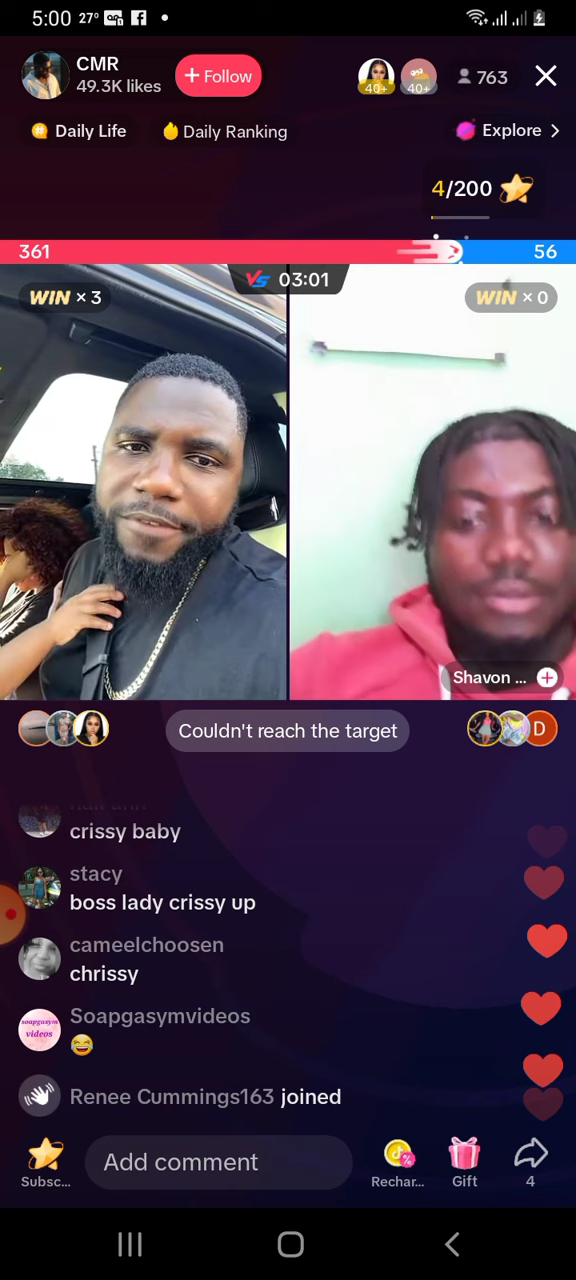 5:00 27°
CMR
49.3K likes
+ Follow
40+
40+
763
Daily Life
Daily Ranking
Explore >
4/200
361
56
VS 03:01
WIN × 3
WIN × 0
Shavon ...
Couldn't reach the target
D
crissy baby
stacy
boss lady crissy up
cameelchoosen
chrissy
soapgasym
videos
Soapgasymvideos
😂
Renee Cummings163 joined
Add comment
Subsc...
Rechar...
Gift
4